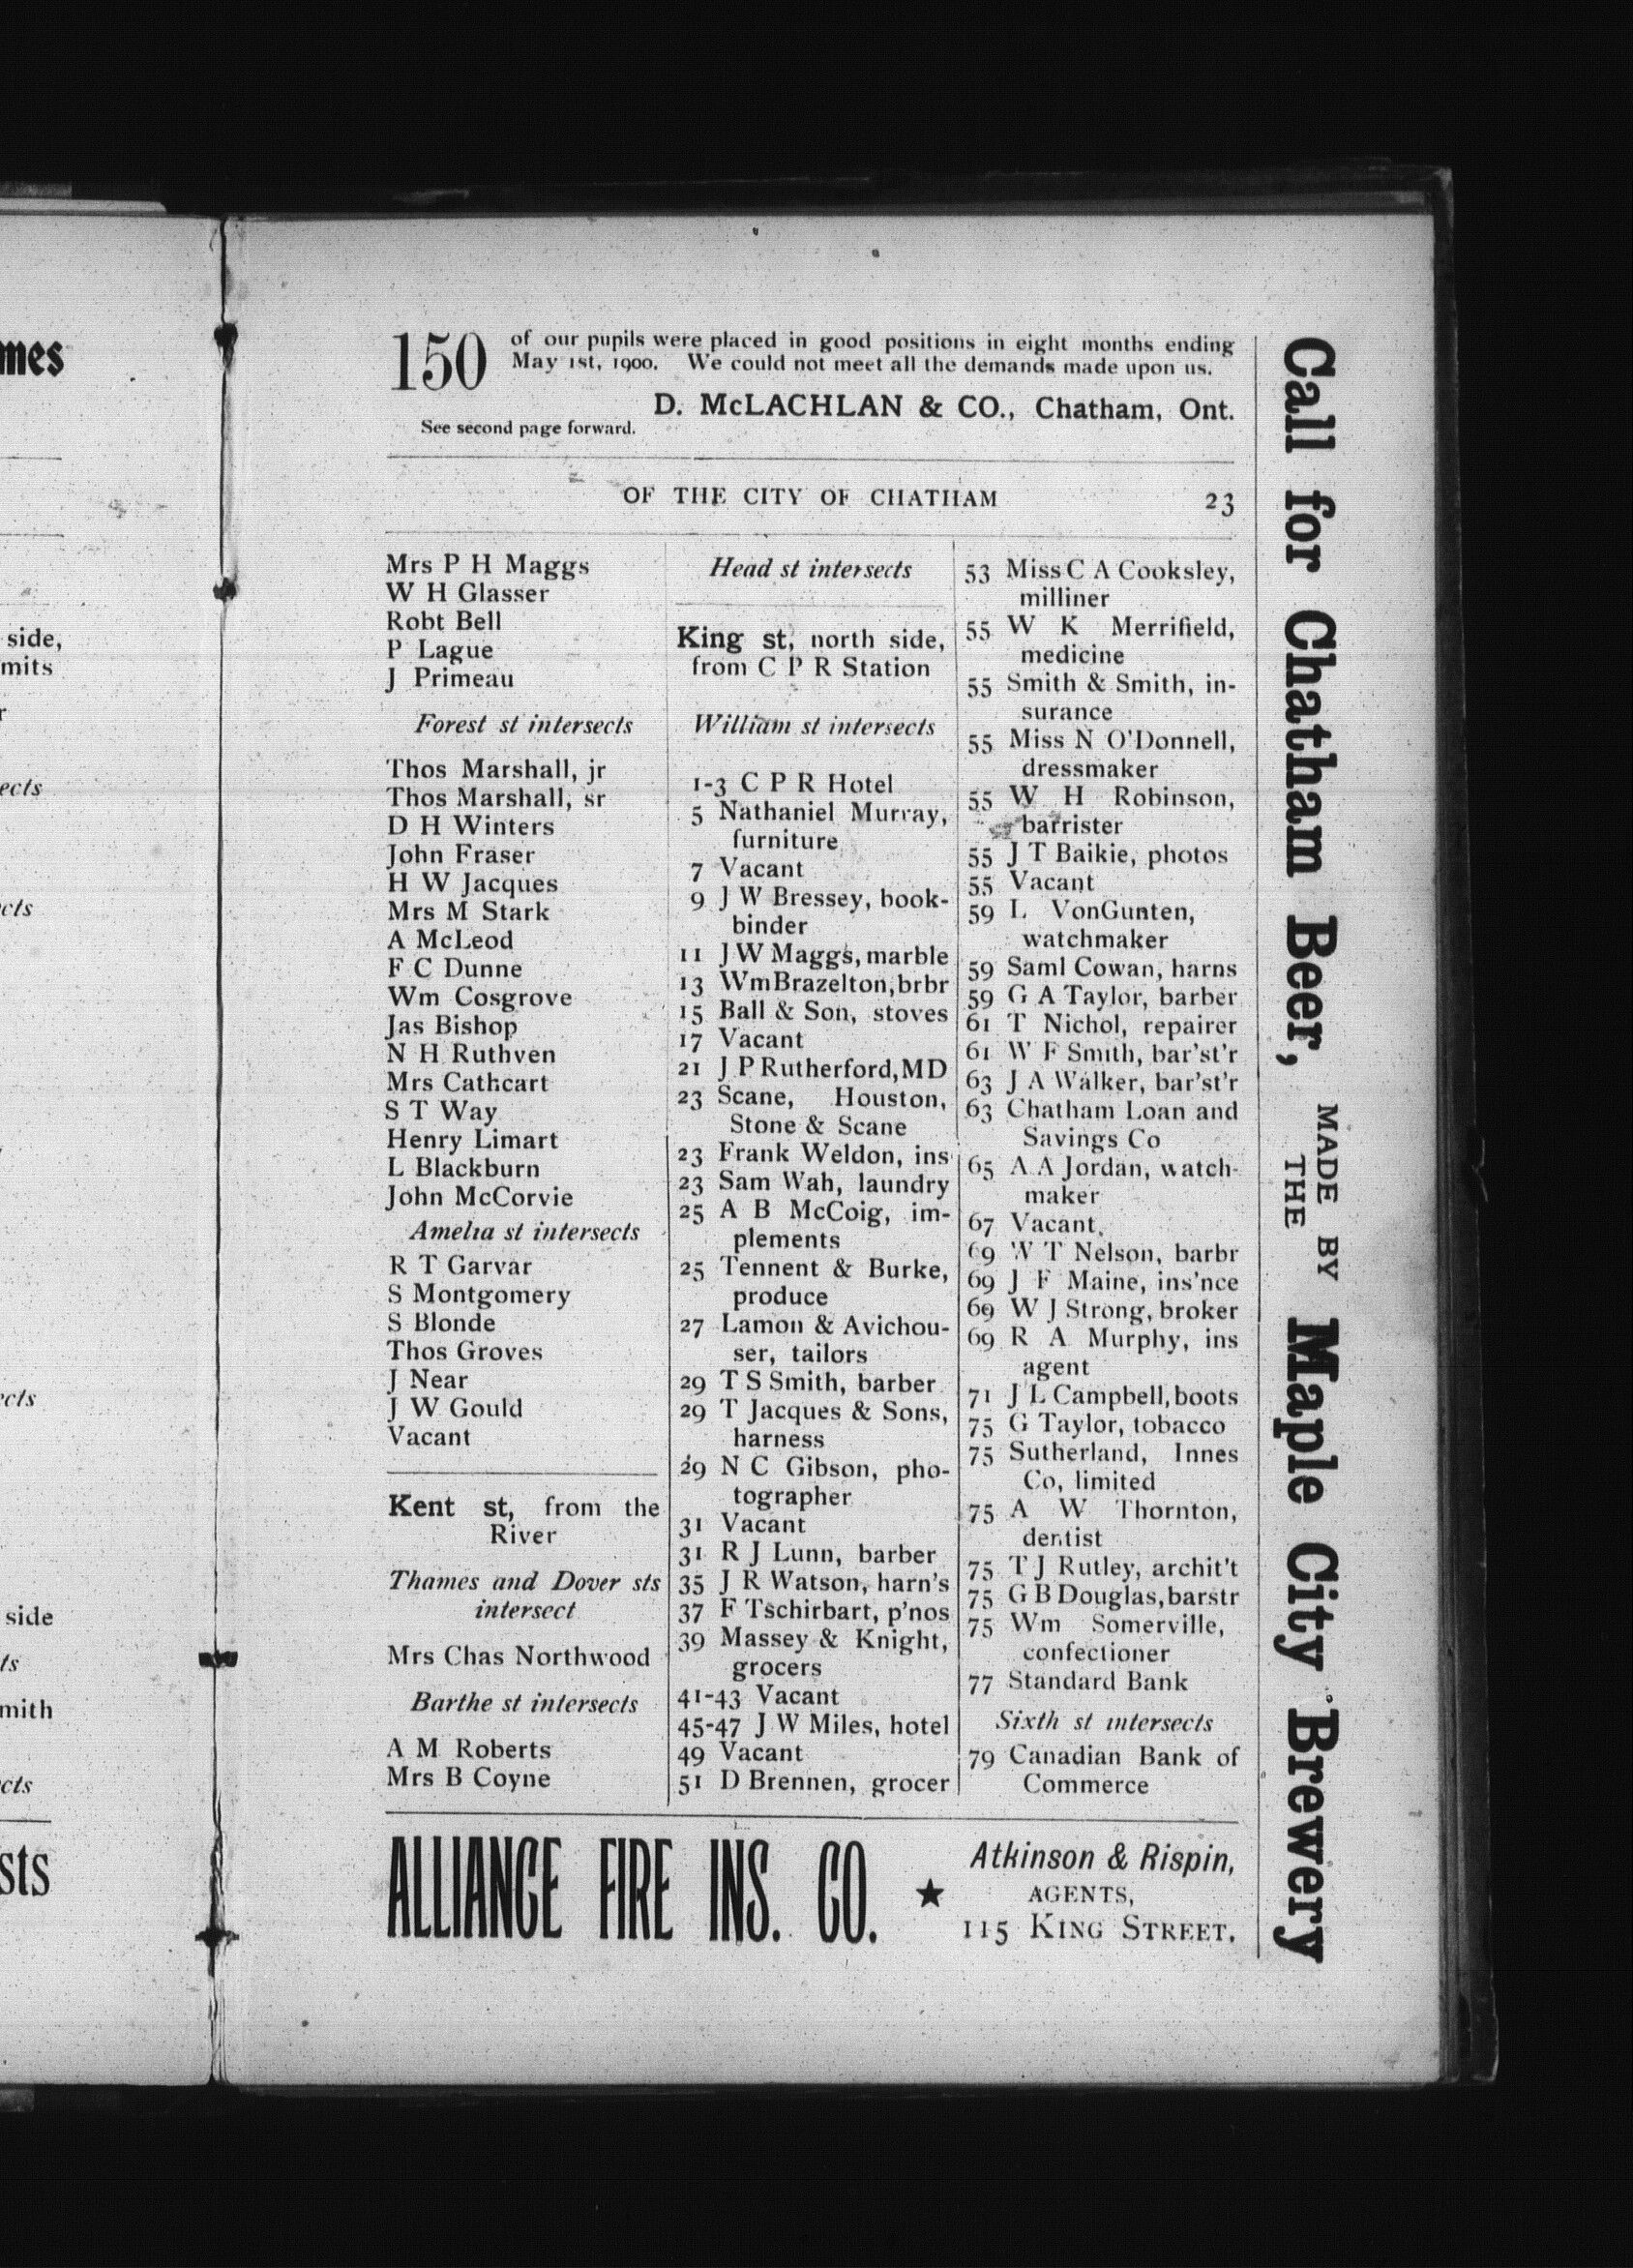 mes
side,
mits
r
ects
cts
ects
side
ts
mith
cts
sts
150 of our pupils were placed in good positions in eight months ending
May 1st, 1900. We could not meet all the demands made upon us.
D. McLACHLAN & CO., Chatham, Ont.
See second page forward.
OF THE CITY OF CHATHAM 23
Mrs P H Maggs
W H Glasser
Robt Bell
P Lague
J Primeau
Forest st intersects
Thos Marshall, jr
Thos Marshall, sr
D H Winters
John Fraser
H W Jacques
Mrs M Stark
A McLeod
F C Dunne
Wm Cosgrove
Jas Bishop
N H Ruthven
Mrs Cathcart
S T Way
Henry Limart
L Blackburn
John McCorvie
Amelia st intersects
R T Garvar
S Montgomery
S Blonde
Thos Groves
J Near
J W Gould
Vacant
Kent st, from the
River
Thames and Dover sts
intersect
Mrs Chas Northwood
Barthe st intersects
A M Roberts
Mrs B Coyne
Head st intersects
King st, north side,
from C P R Station
William st intersects
1-3 C P R Hotel
5 Nathaniel Murray,
furniture
7 Vacant
9 J W Bressey, book-
binder
11 J W Maggs, marble
13 Wm Brazelton, brbr
15 Ball & Son, stoves
17 Vacant
21 J P Rutherford, MD
23 Scane, Houston,
Stone & Scane
23 Frank Weldon, ins
23 Sam Wah, laundry
25 A B McCoig, im-
plements
25 Tennent & Burke,
produce
27 Lamon & Avichou-
ser, tailors
29 T S Smith, barber
29 T Jacques & Sons,
harness
29 N C Gibson, pho-
tographer
31 Vacant
31 R J Lunn, barber
35 J R Watson, harn's
37 F Tschirbart, p'nos
39 Massey & Knight,
grocers
41-43 Vacant
45-47 J W Miles, hotel
49 Vacant
51 D Brennen, grocer
53 Miss C A Cooksley,
milliner
55 W K Merrifield,
medicine
55 Smith & Smith, in-
surance
55 Miss N O'Donnell,
dressmaker
55 W H Robinson,
barrister
55 J T Baikie, photos
55 Vacant
59 L VonGunten,
watchmaker
59 Saml Cowan, harns
59 G A Taylor, barber
61 T Nichol, repairer
61 W F Smith, bar'st'r
63 J A Walker, bar'st'r
63 Chatham Loan and
Savings Co
65 A A Jordan, watch-
maker
67 Vacant
69 W T Nelson, barbr
69 J F Maine, ins'nce
69 W J Strong, broker
69 R A Murphy, ins
agent
71 J L Campbell, boots
75 G Taylor, tobacco
75 Sutherland, Innes
Co, limited
75 A W Thornton,
dentist
75 T J Rutley, archit't
75 G B Douglas, barstr
75 Wm Somerville,
confectioner
77 Standard Bank
Sixth st intersects
79 Canadian Bank of
Commerce
ALLIANCE FIRE INS. CO. ★
Atkinson & Rispin,
AGENTS,
115 KING STREET.
Call for Chatham Beer, MADE BY THE Maple City Brewery